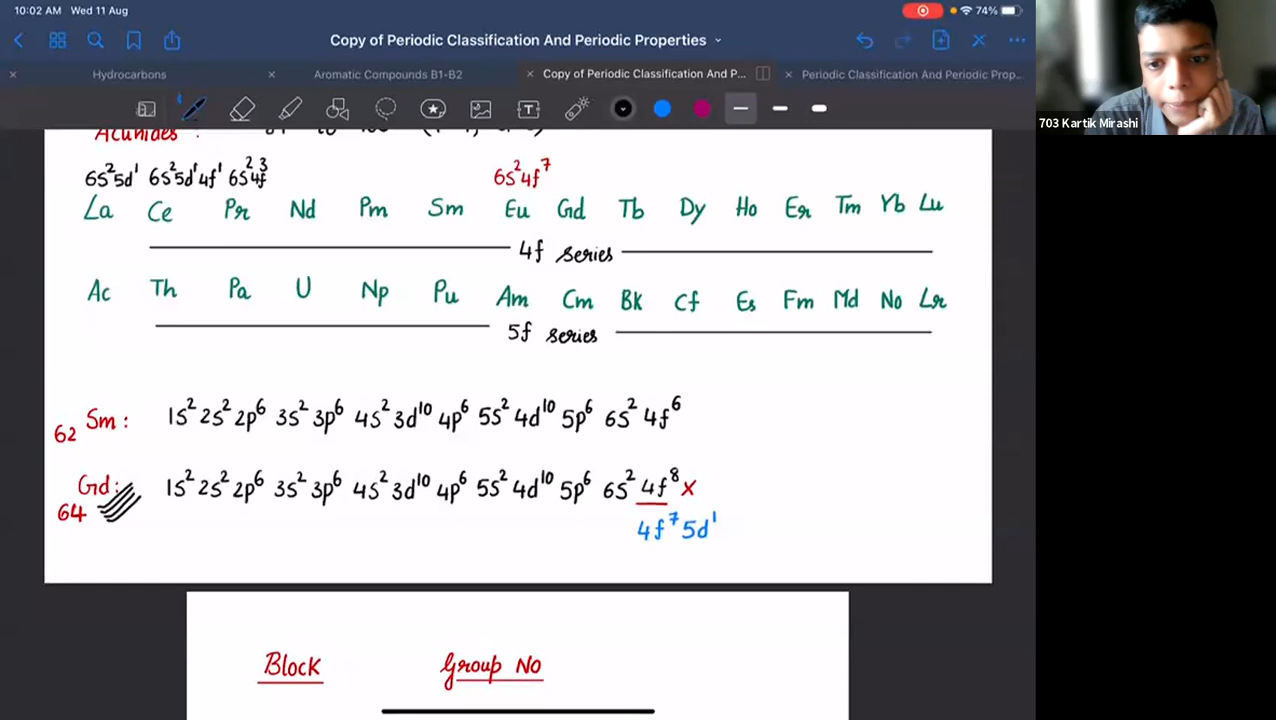 10:02 AM Wed 11 Aug
74%
Copy of Periodic Classification And Periodic Properties
Hydrocarbons
Aromatic Compounds B1-B2
Copy of Periodic Classification And P...
Periodic Classification And Periodic Prop...
703 Kartik Mirashi
Actinides :
6s²5d¹ 6s²5d¹4f¹ 6s²4f³ 6s²4f⁷
La Ce Pr Nd Pm Sm Eu Gd Tb Dy Ho Er Tm Yb Lu
4f series
Ac Th Pa U Np Pu Am Cm Bk Cf Es Fm Md No Lr
5f series
62 Sm: 1s² 2s² 2p⁶ 3s² 3p⁶ 4s² 3d¹⁰ 4p⁶ 5s² 4d¹⁰ 5p⁶ 6s² 4f⁶
64 Gd: 1s² 2s² 2p⁶ 3s² 3p⁶ 4s² 3d¹⁰ 4p⁶ 5s² 4d¹⁰ 5p⁶ 6s² 4f⁸ x
4f⁷ 5d¹
Block Group No